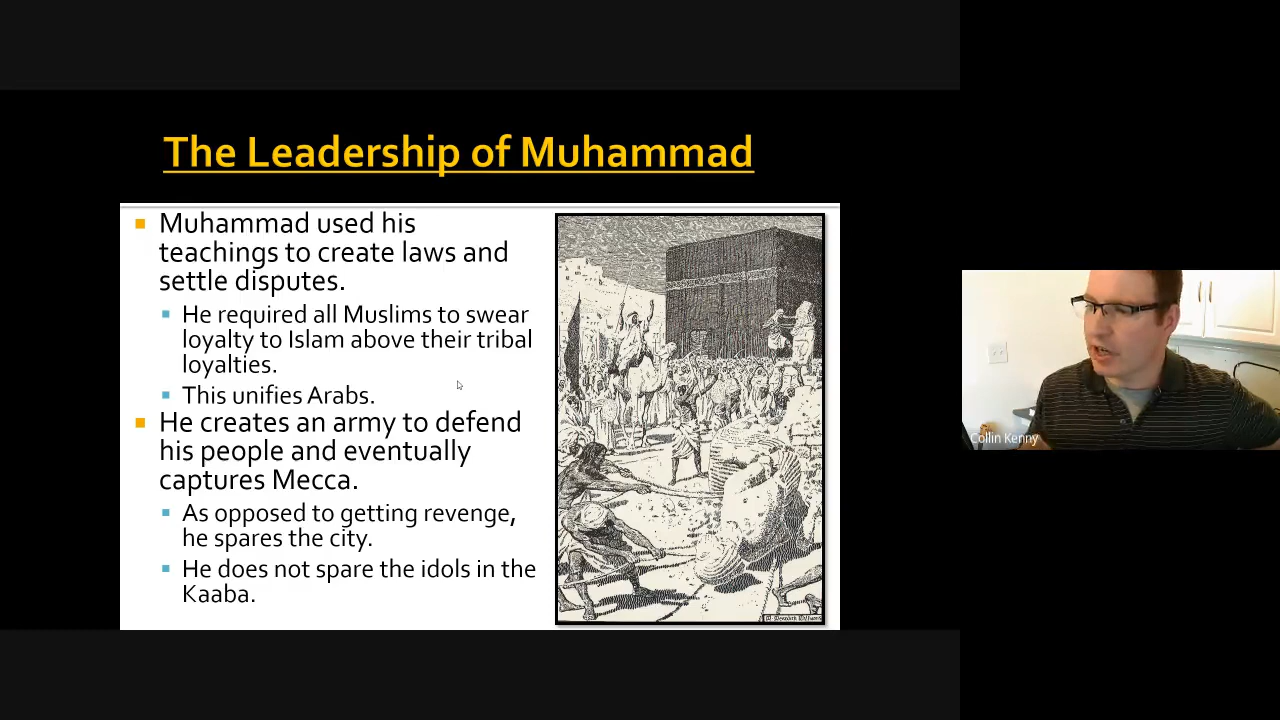 The Leadership of Muhammad
Muhammad used his
teachings to create laws and
settle disputes.
He required all Muslims to swear
loyalty to Islam above their tribal
loyalties.
This unifies Arabs.
He creates an army to defend
his people and eventually
captures Mecca.
As opposed to getting revenge,
he spares the city.
He does not spare the idols in the
Kaaba.
Collin Kenny